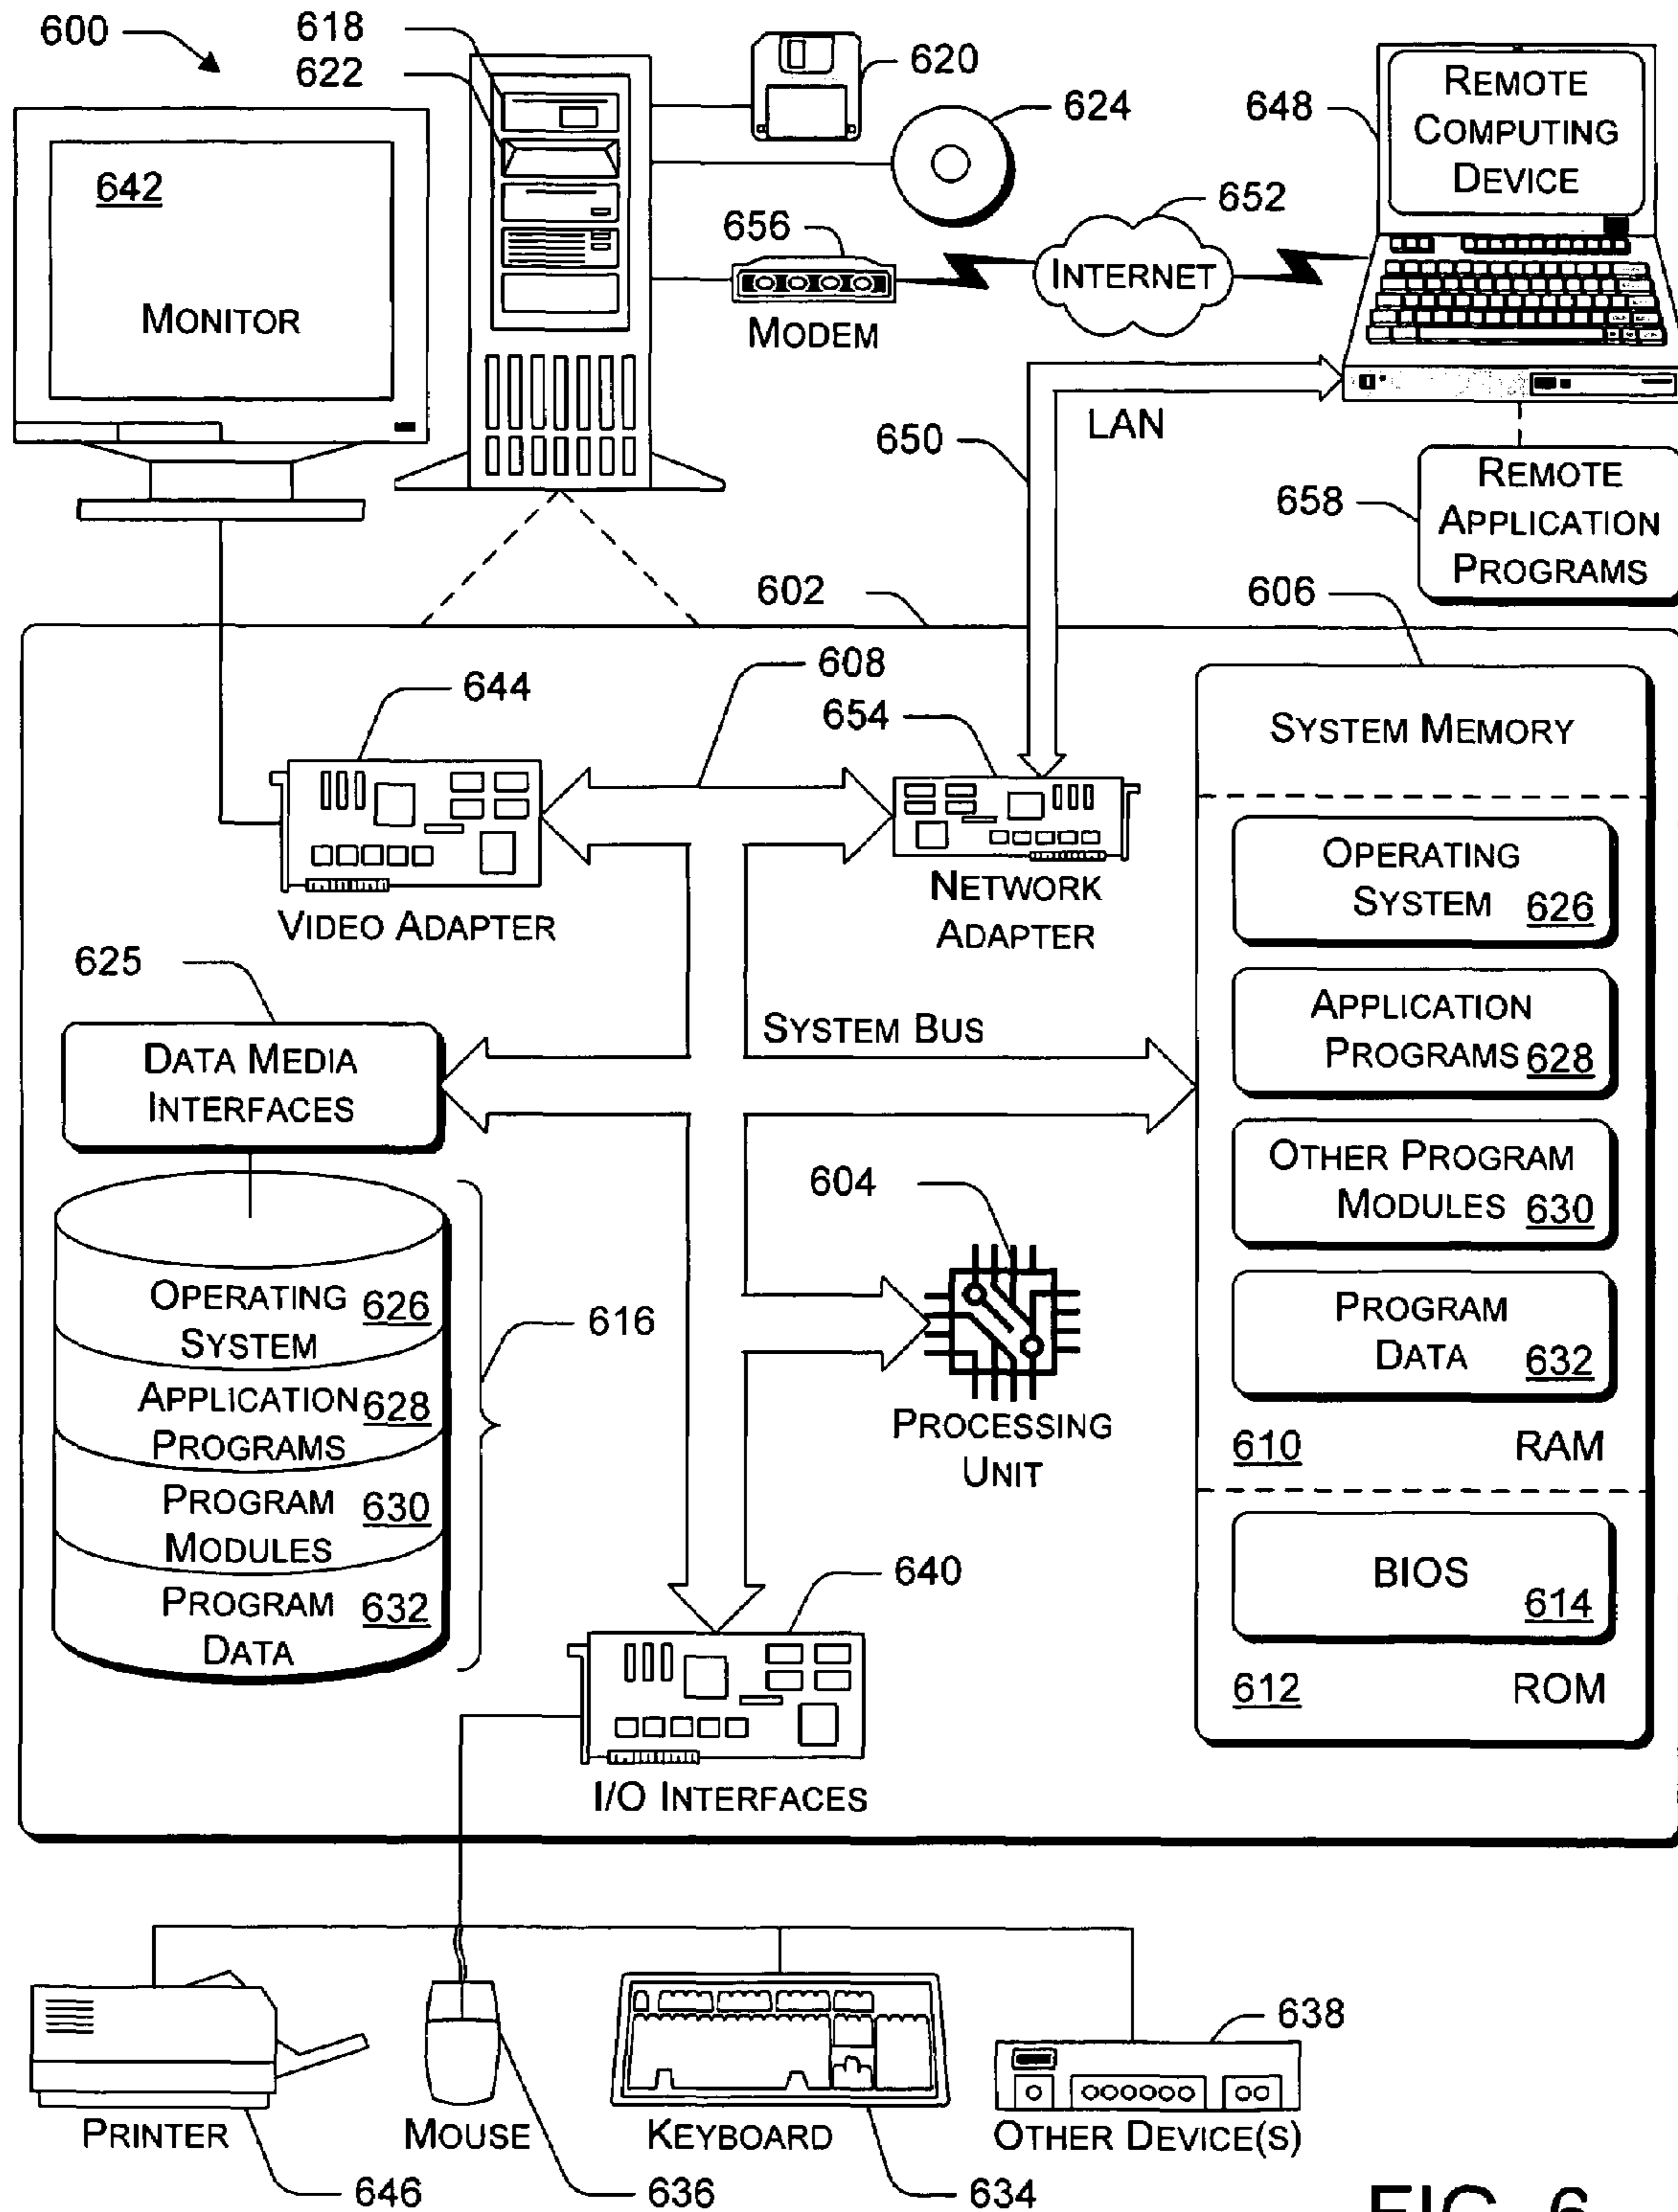 600
618
622
620
624
648
REMOTE
COMPUTING
DEVICE
642
MONITOR
656
MODEM
652
INTERNET
650
LAN
658
REMOTE
APPLICATION
PROGRAMS
602
606
608
644
654
VIDEO ADAPTER
NETWORK
ADAPTER
SYSTEM MEMORY
OPERATING
SYSTEM 626
APPLICATION
PROGRAMS 628
OTHER PROGRAM
MODULES 630
PROGRAM
DATA 632
610 RAM
BIOS
614
612 ROM
625
DATA MEDIA
INTERFACES
SYSTEM BUS
OPERATING 626
SYSTEM
APPLICATION 628
PROGRAMS
PROGRAM 630
MODULES
PROGRAM 632
DATA
616
604
PROCESSING
UNIT
640
I/O INTERFACES
PRINTER
646
MOUSE
636
KEYBOARD
634
638
OTHER DEVICE(S)
FIG. 6